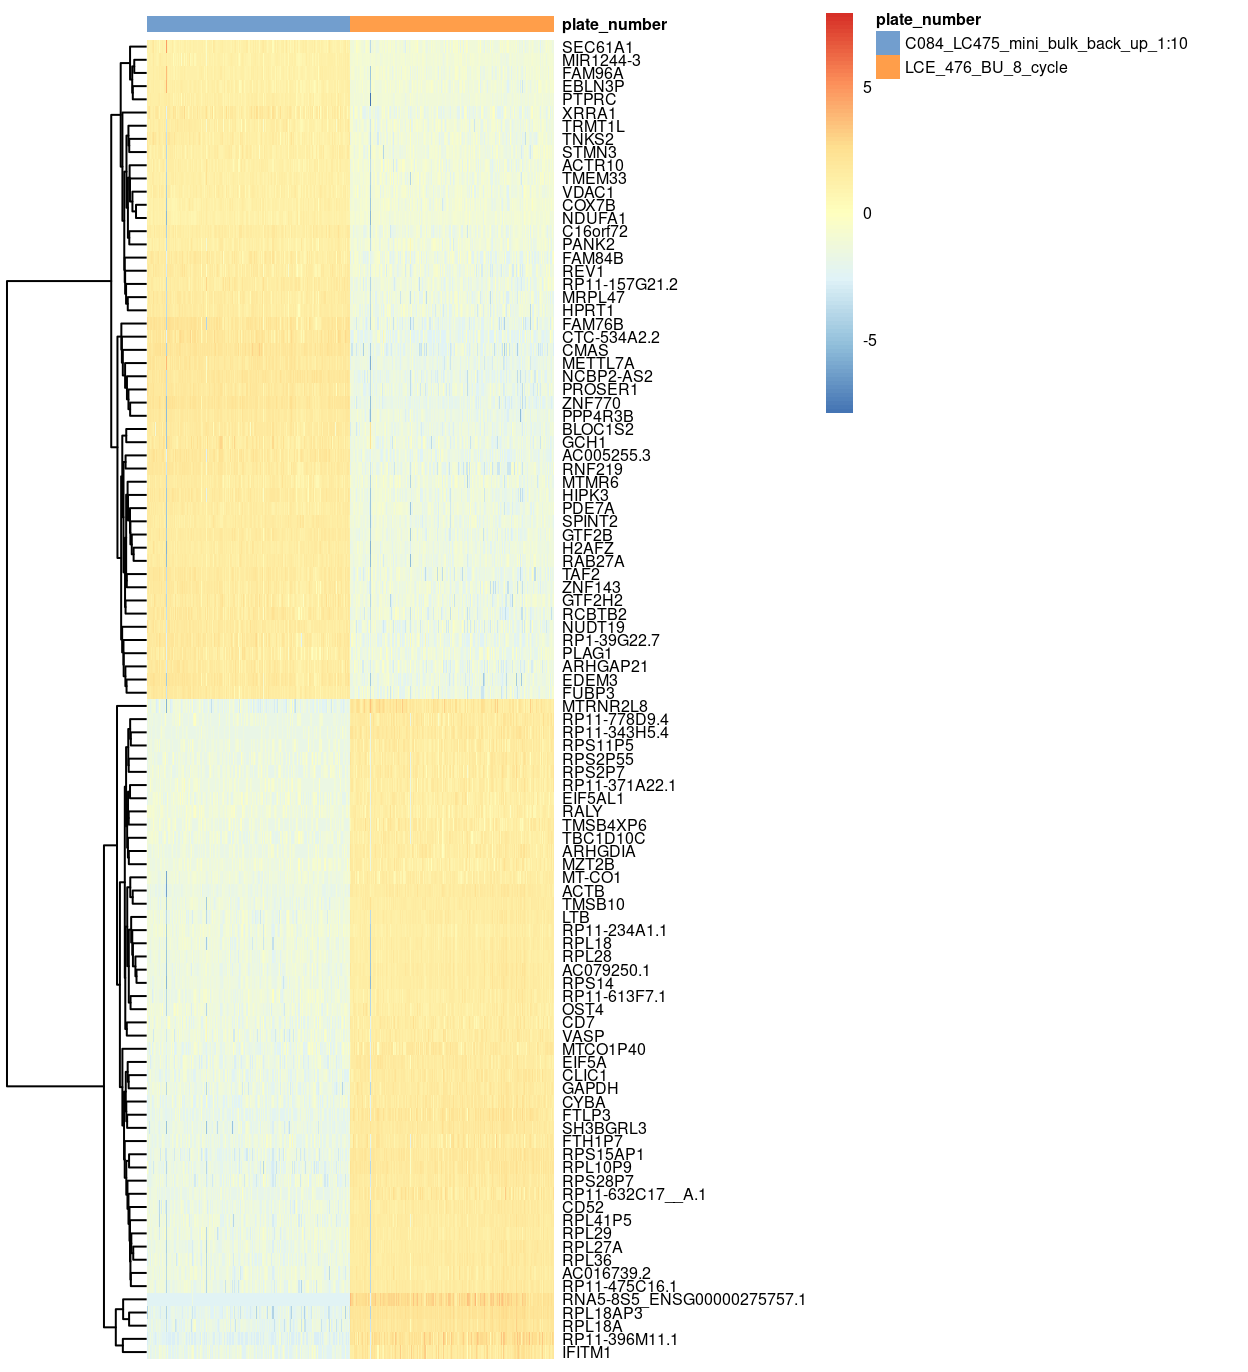 plate_number
SEC61A1
MIR1244-3
FAM96A
EBLN3P
PTPRC
XRRA1
TRMT1L
TNKS2
STMN3
ACTR10
TMEM33
VDAC1
COX7B
NDUFA1
C16orf72
PANK2
FAM84B
REV1
RP11-157G21.2
MRPL47
HPRT1
FAM76B
CTC-534A2.2
CMAS
METTL7A
NCBP2-AS2
PROSER1
ZNF770
PPP4R3B
BLOC1S2
GCH1
AC005255.3
RNF219
MTMR6
HIPK3
PDE7A
SPINT2
GTF2B
H2AFZ
RAB27A
TAF2
ZNF143
GTF2H2
RCBTB2
NUDT19
RP1-39G22.7
PLAG1
ARHGAP21
EDEM3
FUBP3
MTRNR2L8
RP11-778D9.4
RP11-343H5.4
RPS11P5
RPS2P55
RPS2P7
RP11-371A22.1
EIF5AL1
RALY
TMSB4XP6
TBC1D10C
ARHGDIA
MZT2B
MT-CO1
ACTB
TMSB10
LTB
RP11-234A1.1
RPL18
RPL28
AC079250.1
RPS14
RP11-613F7.1
OST4
CD7
VASP
MTCO1P40
EIF5A
CLIC1
GAPDH
CYBA
FTLP3
SH3BGRL3
FTH1P7
RPS15AP1
RPL10P9
RPS28P7
RP11-632C17__A.1
CD52
RPL41P5
RPL29
RPL27A
RPL36
AC016739.2
RP11-475C16.1
RNA5-8S5_ENSG00000275757.1
RPL18AP3
RPL18A
RP11-396M11.1
IFITM1
5
0
-5
plate_number
C084_LC475_mini_bulk_back_up_1:10
LCE_476_BU_8_cycle